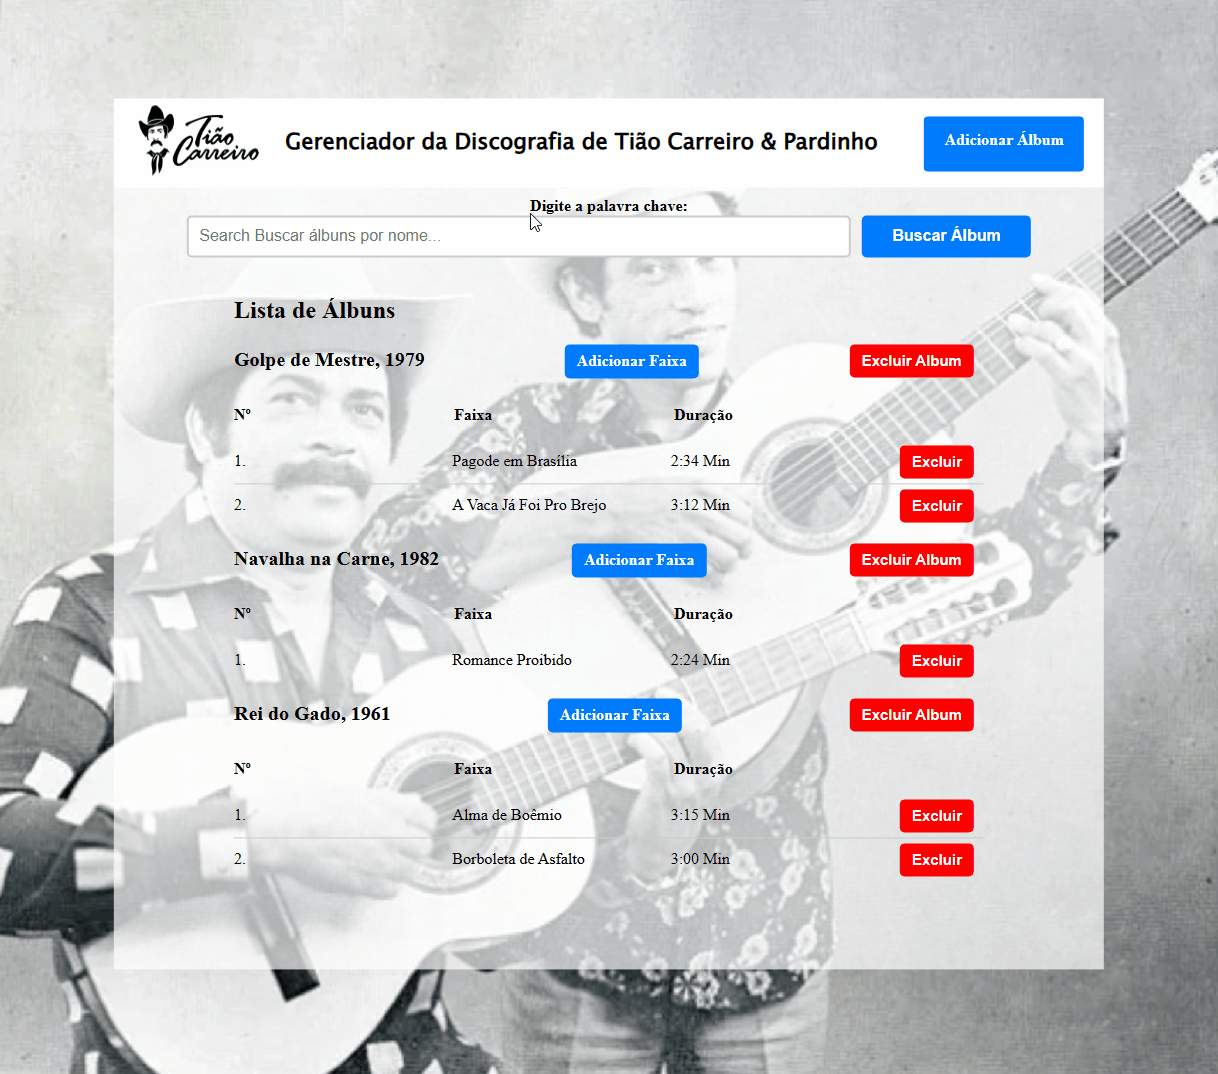 Tião
Carreiro
Gerenciador da Discografia de Tião Carreiro & Pardinho
Adicionar Álbum
Digite a palavra chave:
Search Buscar álbuns por nome...
Buscar Álbum
Lista de Álbuns
Golpe de Mestre, 1979 Adicionar Faixa Excluir Album
Nº Faixa Duração
1. Pagode em Brasília 2:34 Min Excluir
2. A Vaca Já Foi Pro Brejo 3:12 Min Excluir
Navalha na Carne, 1982 Adicionar Faixa Excluir Album
Nº Faixa Duração
1. Romance Proibido 2:24 Min Excluir
Rei do Gado, 1961 Adicionar Faixa Excluir Album
Nº Faixa Duração
1. Alma de Boêmio 3:15 Min Excluir
2. Borboleta de Asfalto 3:00 Min Excluir